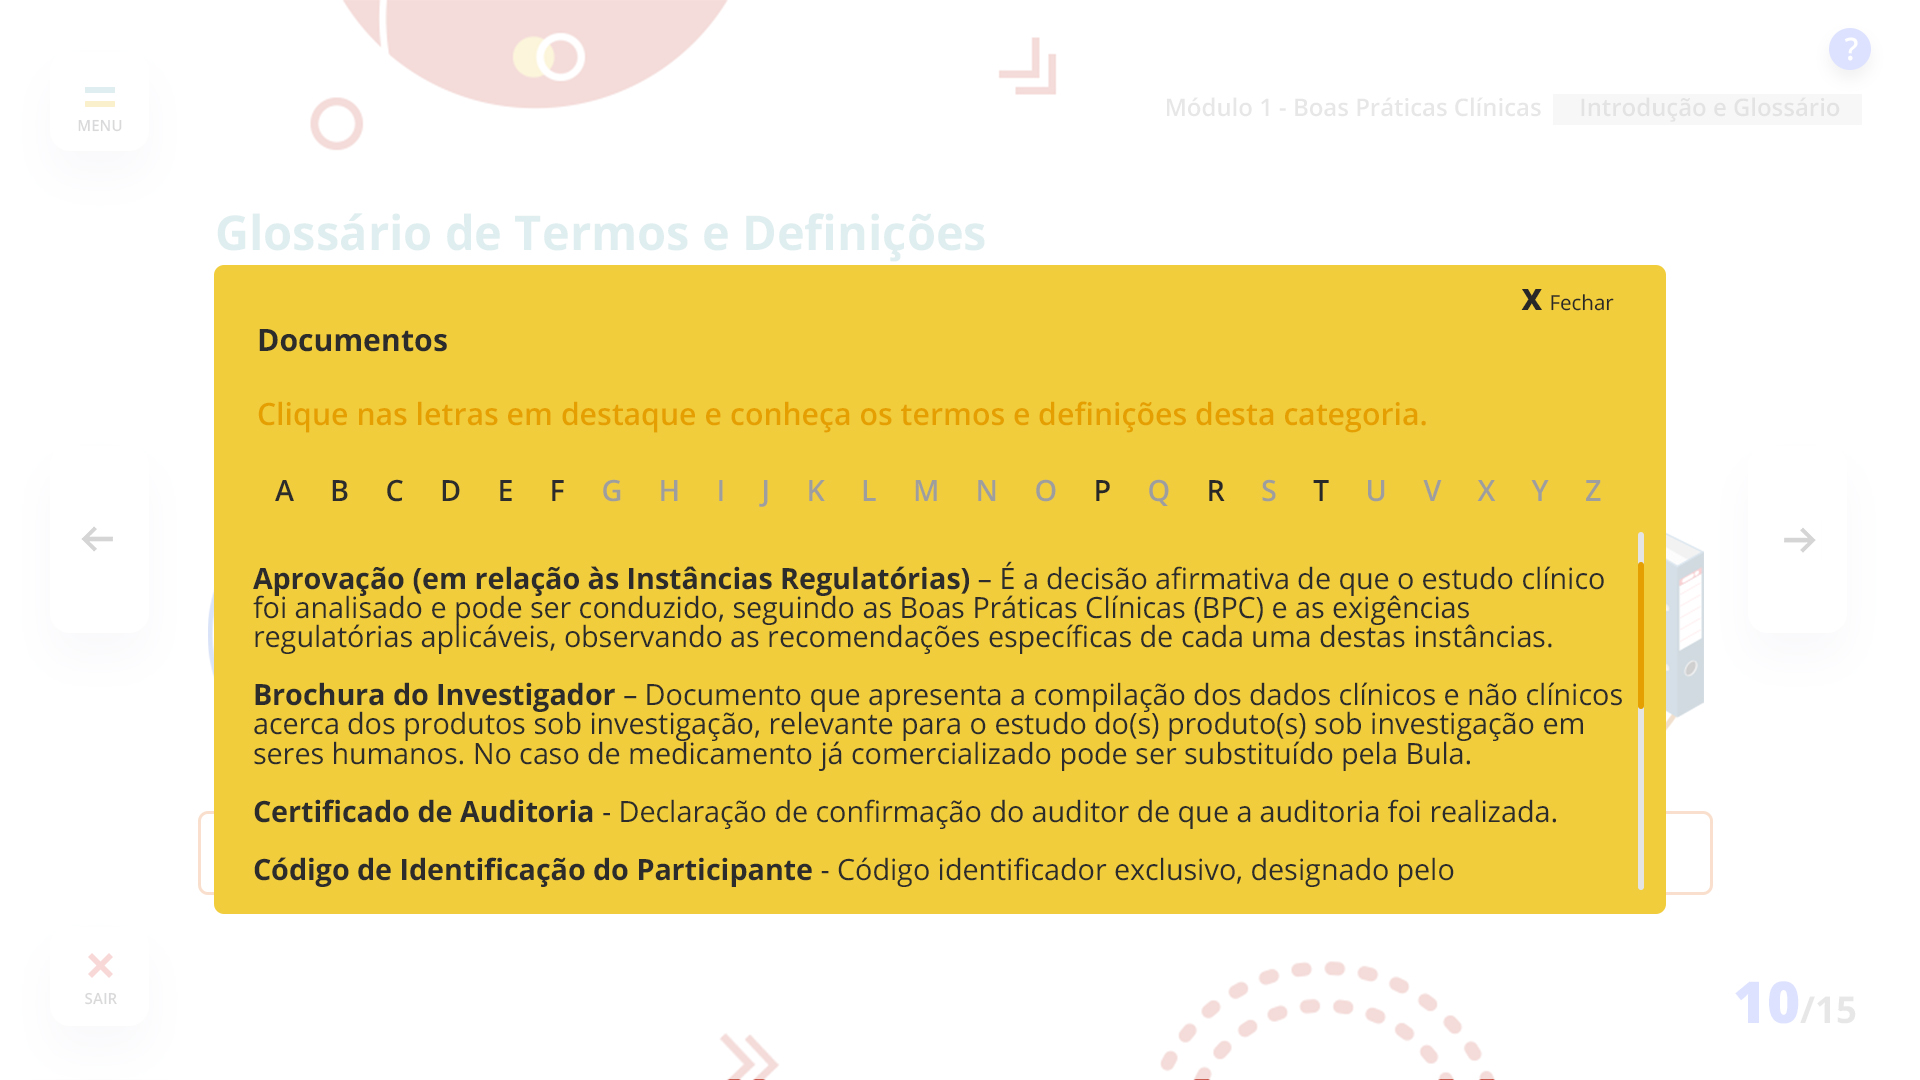 ?
MENU
Módulo 1 - Boas Práticas Clínicas Introdução e Glossário
Glossário de Termos e Definições
X Fechar
Documentos
Clique nas letras em destaque e conheça os termos e definições desta categoria.
A B C D E F G H I J K L M N O P Q R S T U V X Y Z
Aprovação (em relação às Instâncias Regulatórias) – É a decisão afirmativa de que o estudo clínico
foi analisado e pode ser conduzido, seguindo as Boas Práticas Clínicas (BPC) e as exigências
regulatórias aplicáveis, observando as recomendações específicas de cada uma destas instâncias.
Brochura do Investigador – Documento que apresenta a compilação dos dados clínicos e não clínicos
acerca dos produtos sob investigação, relevante para o estudo do(s) produto(s) sob investigação em
seres humanos. No caso de medicamento já comercializado pode ser substituído pela Bula.
Certificado de Auditoria - Declaração de confirmação do auditor de que a auditoria foi realizada.
Código de Identificação do Participante - Código identificador exclusivo, designado pelo
SAIR
10/15